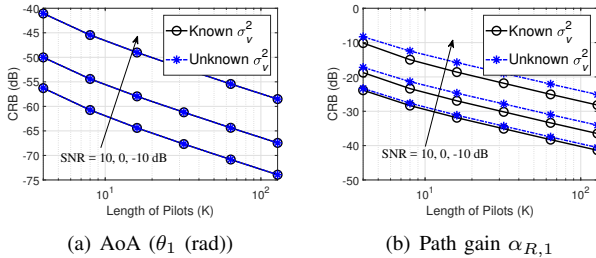 -40
-45
-50
-55
-60
-65
-70
-75
CRB (dB)
Known σ_v^2
Unknown σ_v^2
SNR = 10, 0, -10 dB
10^1
10^2
Length of Pilots (K)
(a) AoA (θ_1 (rad))
0
-10
-20
-30
-40
-50
CRB (dB)
Known σ_v^2
Unknown σ_v^2
SNR = 10, 0, -10 dB
10^1
10^2
Length of Pilots (K)
(b) Path gain α_{R,1}